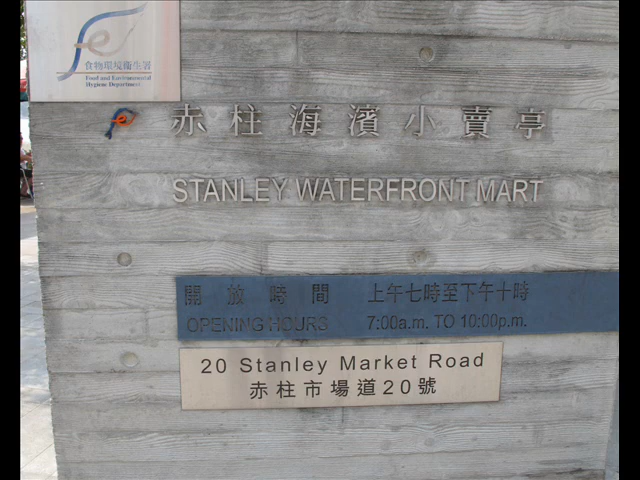 食物環境衞生署
Food and Environmental
Hygiene Department
赤柱海濱小賣亭
STANLEY WATERFRONT MART
開放時間 上午七時至下午十時
OPENING HOURS 7:00a.m. TO 10:00p.m.
20 Stanley Market Road
赤柱市場道20號